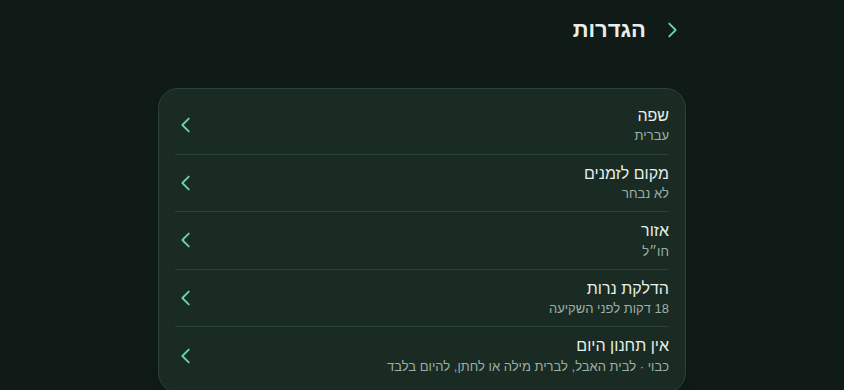 הגדרות
שפה
עברית
מקום לזמנים
לא נבחר
אזור
חו״ל
הדלקת נרות
18 דקות לפני השקיעה
אין תחנון היום
כבוי · לבית האבל, לברית מילה או לחתן, להיום בלבד